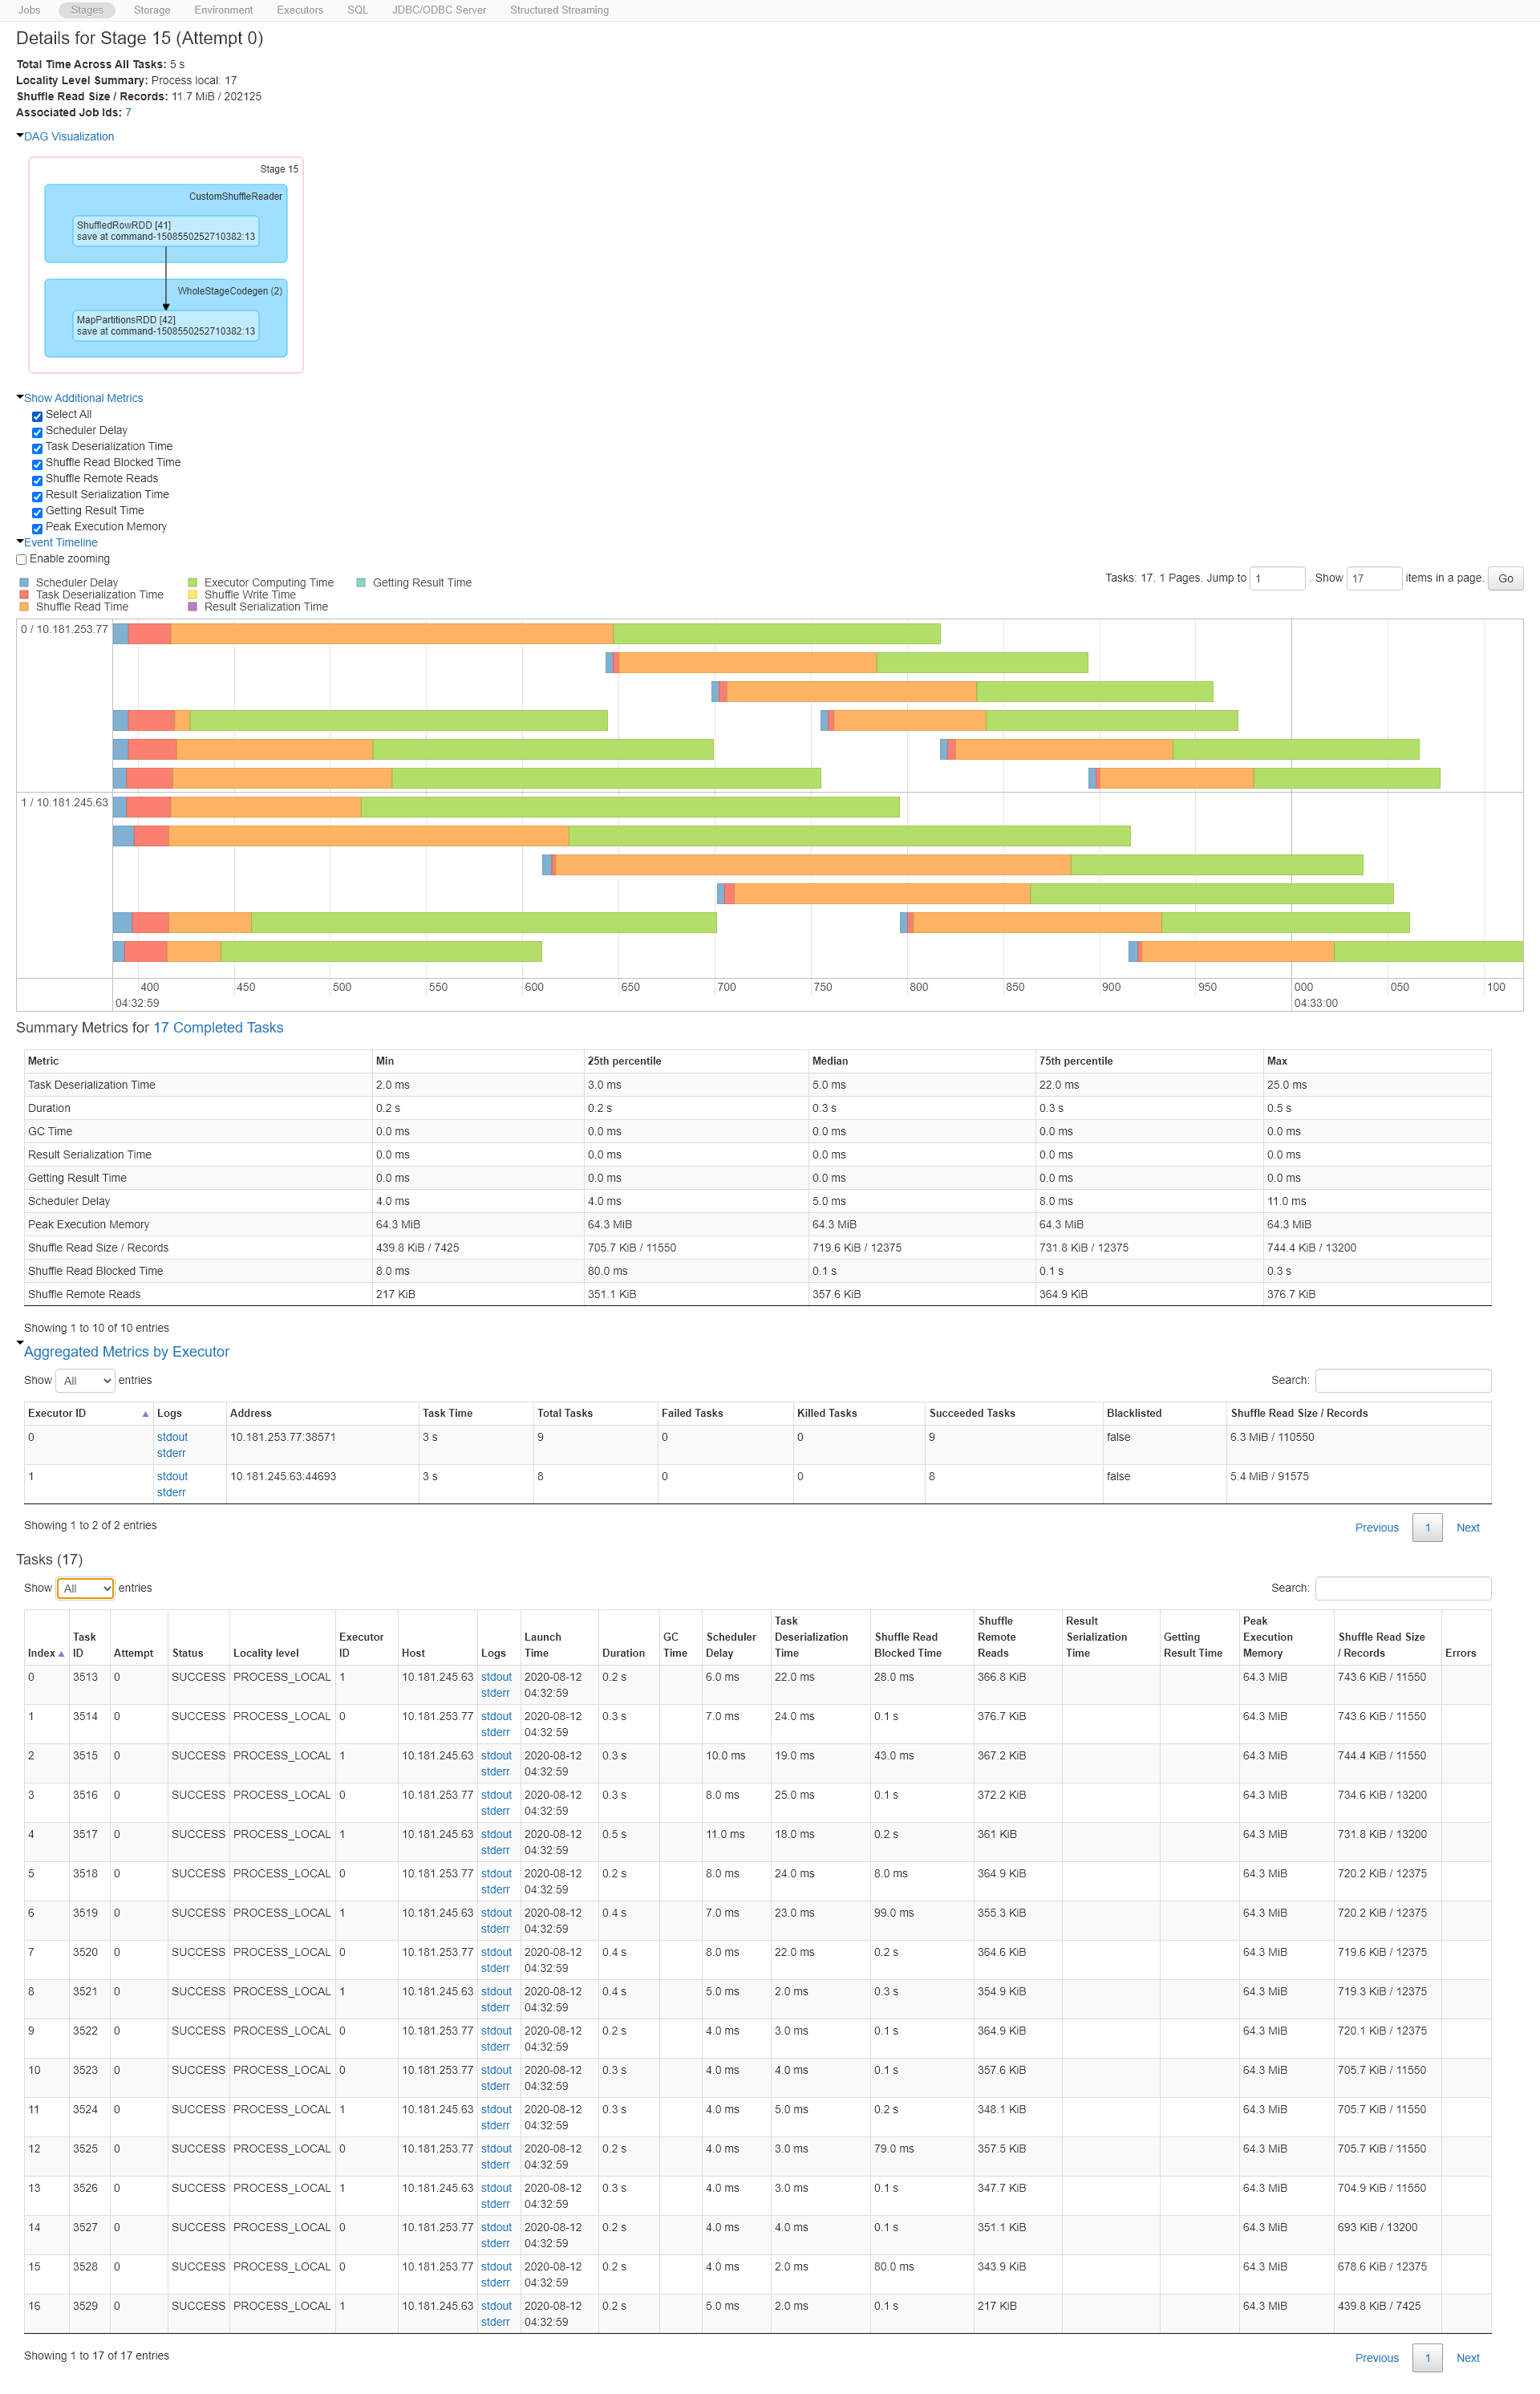 Jobs Stages Storage Environment Executors SQL JDBC/ODBC Server Structured Streaming
Details for Stage 15 (Attempt 0)
Total Time Across All Tasks: 5 s
Locality Level Summary: Process local: 17
Shuffle Read Size / Records: 11.7 MiB / 202125
Associated Job Ids: 7
DAG Visualization
Stage 15
CustomShuffleReader
ShuffledRowRDD [41]
save at command-1508550252710382:13
WholeStageCodegen (2)
MapPartitionsRDD [42]
save at command-1508550252710382:13
Show Additional Metrics
Select All
Scheduler Delay
Task Deserialization Time
Shuffle Read Blocked Time
Shuffle Remote Reads
Result Serialization Time
Getting Result Time
Peak Execution Memory
Event Timeline
Enable zooming
Tasks: 17. 1 Pages. Jump to 1 . Show 17 items in a page. Go
Scheduler Delay Executor Computing Time Getting Result Time
Task Deserialization Time Shuffle Write Time
Shuffle Read Time Result Serialization Time
0 / 10.181.253.77
1 / 10.181.245.63
400 450 500 550 600 650 700 750 800 850 900 950 000 050 100
04:32:59 04:33:00
Summary Metrics for 17 Completed Tasks
Metric Min 25th percentile Median 75th percentile Max
Task Deserialization Time 2.0 ms 3.0 ms 5.0 ms 22.0 ms 25.0 ms
Duration 0.2 s 0.2 s 0.3 s 0.3 s 0.5 s
GC Time 0.0 ms 0.0 ms 0.0 ms 0.0 ms 0.0 ms
Result Serialization Time 0.0 ms 0.0 ms 0.0 ms 0.0 ms 0.0 ms
Getting Result Time 0.0 ms 0.0 ms 0.0 ms 0.0 ms 0.0 ms
Scheduler Delay 4.0 ms 4.0 ms 5.0 ms 8.0 ms 11.0 ms
Peak Execution Memory 64.3 MiB 64.3 MiB 64.3 MiB 64.3 MiB 64.3 MiB
Shuffle Read Size / Records 439.8 KiB / 7425 705.7 KiB / 11550 719.6 KiB / 12375 731.8 KiB / 12375 744.4 KiB / 13200
Shuffle Read Blocked Time 8.0 ms 80.0 ms 0.1 s 0.1 s 0.3 s
Shuffle Remote Reads 217 KiB 351.1 KiB 357.6 KiB 364.9 KiB 376.7 KiB
Showing 1 to 10 of 10 entries
Aggregated Metrics by Executor
Show All entries Search:
Executor ID Logs Address Task Time Total Tasks Failed Tasks Killed Tasks Succeeded Tasks Blacklisted Shuffle Read Size / Records
0 stdout 10.181.253.77:38571 3 s 9 0 0 9 false 6.3 MiB / 110550
stderr
1 stdout 10.181.245.63:44693 3 s 8 0 0 8 false 5.4 MiB / 91575
stderr
Showing 1 to 2 of 2 entries
Previous 1 Next
Tasks (17)
Show All entries Search:
Task Shuffle Result Peak
Task Executor Launch GC Scheduler Deserialization Shuffle Read Remote Serialization Getting Execution Shuffle Read Size
Index ID Attempt Status Locality level ID Host Logs Time Duration Time Delay Time Blocked Time Reads Time Result Time Memory / Records Errors
0 3513 0 SUCCESS PROCESS_LOCAL 1 10.181.245.63 stdout 2020-08-12 0.2 s 6.0 ms 22.0 ms 28.0 ms 366.8 KiB 64.3 MiB 743.6 KiB / 11550
stderr 04:32:59
1 3514 0 SUCCESS PROCESS_LOCAL 0 10.181.253.77 stdout 2020-08-12 0.3 s 7.0 ms 24.0 ms 0.1 s 376.7 KiB 64.3 MiB 743.6 KiB / 11550
stderr 04:32:59
2 3515 0 SUCCESS PROCESS_LOCAL 1 10.181.245.63 stdout 2020-08-12 0.3 s 10.0 ms 19.0 ms 43.0 ms 367.2 KiB 64.3 MiB 744.4 KiB / 11550
stderr 04:32:59
3 3516 0 SUCCESS PROCESS_LOCAL 0 10.181.253.77 stdout 2020-08-12 0.3 s 8.0 ms 25.0 ms 0.1 s 372.2 KiB 64.3 MiB 734.6 KiB / 13200
stderr 04:32:59
4 3517 0 SUCCESS PROCESS_LOCAL 1 10.181.245.63 stdout 2020-08-12 0.5 s 11.0 ms 18.0 ms 0.2 s 361 KiB 64.3 MiB 731.8 KiB / 13200
stderr 04:32:59
5 3518 0 SUCCESS PROCESS_LOCAL 0 10.181.253.77 stdout 2020-08-12 0.2 s 8.0 ms 24.0 ms 8.0 ms 364.9 KiB 64.3 MiB 720.2 KiB / 12375
stderr 04:32:59
6 3519 0 SUCCESS PROCESS_LOCAL 1 10.181.245.63 stdout 2020-08-12 0.4 s 7.0 ms 23.0 ms 99.0 ms 355.3 KiB 64.3 MiB 720.2 KiB / 12375
stderr 04:32:59
7 3520 0 SUCCESS PROCESS_LOCAL 0 10.181.253.77 stdout 2020-08-12 0.4 s 8.0 ms 22.0 ms 0.2 s 364.6 KiB 64.3 MiB 719.6 KiB / 12375
stderr 04:32:59
8 3521 0 SUCCESS PROCESS_LOCAL 1 10.181.245.63 stdout 2020-08-12 0.4 s 5.0 ms 2.0 ms 0.3 s 354.9 KiB 64.3 MiB 719.3 KiB / 12375
stderr 04:32:59
9 3522 0 SUCCESS PROCESS_LOCAL 0 10.181.253.77 stdout 2020-08-12 0.2 s 4.0 ms 3.0 ms 0.1 s 364.9 KiB 64.3 MiB 720.1 KiB / 12375
stderr 04:32:59
10 3523 0 SUCCESS PROCESS_LOCAL 0 10.181.253.77 stdout 2020-08-12 0.3 s 4.0 ms 4.0 ms 0.1 s 357.6 KiB 64.3 MiB 705.7 KiB / 11550
stderr 04:32:59
11 3524 0 SUCCESS PROCESS_LOCAL 1 10.181.245.63 stdout 2020-08-12 0.3 s 4.0 ms 5.0 ms 0.2 s 348.1 KiB 64.3 MiB 705.7 KiB / 11550
stderr 04:32:59
12 3525 0 SUCCESS PROCESS_LOCAL 0 10.181.253.77 stdout 2020-08-12 0.2 s 4.0 ms 3.0 ms 79.0 ms 357.5 KiB 64.3 MiB 705.7 KiB / 11550
stderr 04:32:59
13 3526 0 SUCCESS PROCESS_LOCAL 1 10.181.245.63 stdout 2020-08-12 0.3 s 4.0 ms 3.0 ms 0.1 s 347.7 KiB 64.3 MiB 704.9 KiB / 11550
stderr 04:32:59
14 3527 0 SUCCESS PROCESS_LOCAL 0 10.181.253.77 stdout 2020-08-12 0.2 s 4.0 ms 4.0 ms 0.1 s 351.1 KiB 64.3 MiB 693 KiB / 13200
stderr 04:32:59
15 3528 0 SUCCESS PROCESS_LOCAL 0 10.181.253.77 stdout 2020-08-12 0.2 s 4.0 ms 2.0 ms 80.0 ms 343.9 KiB 64.3 MiB 678.6 KiB / 12375
stderr 04:32:59
16 3529 0 SUCCESS PROCESS_LOCAL 1 10.181.245.63 stdout 2020-08-12 0.2 s 5.0 ms 2.0 ms 0.1 s 217 KiB 64.3 MiB 439.8 KiB / 7425
stderr 04:32:59
Showing 1 to 17 of 17 entries
Previous 1 Next